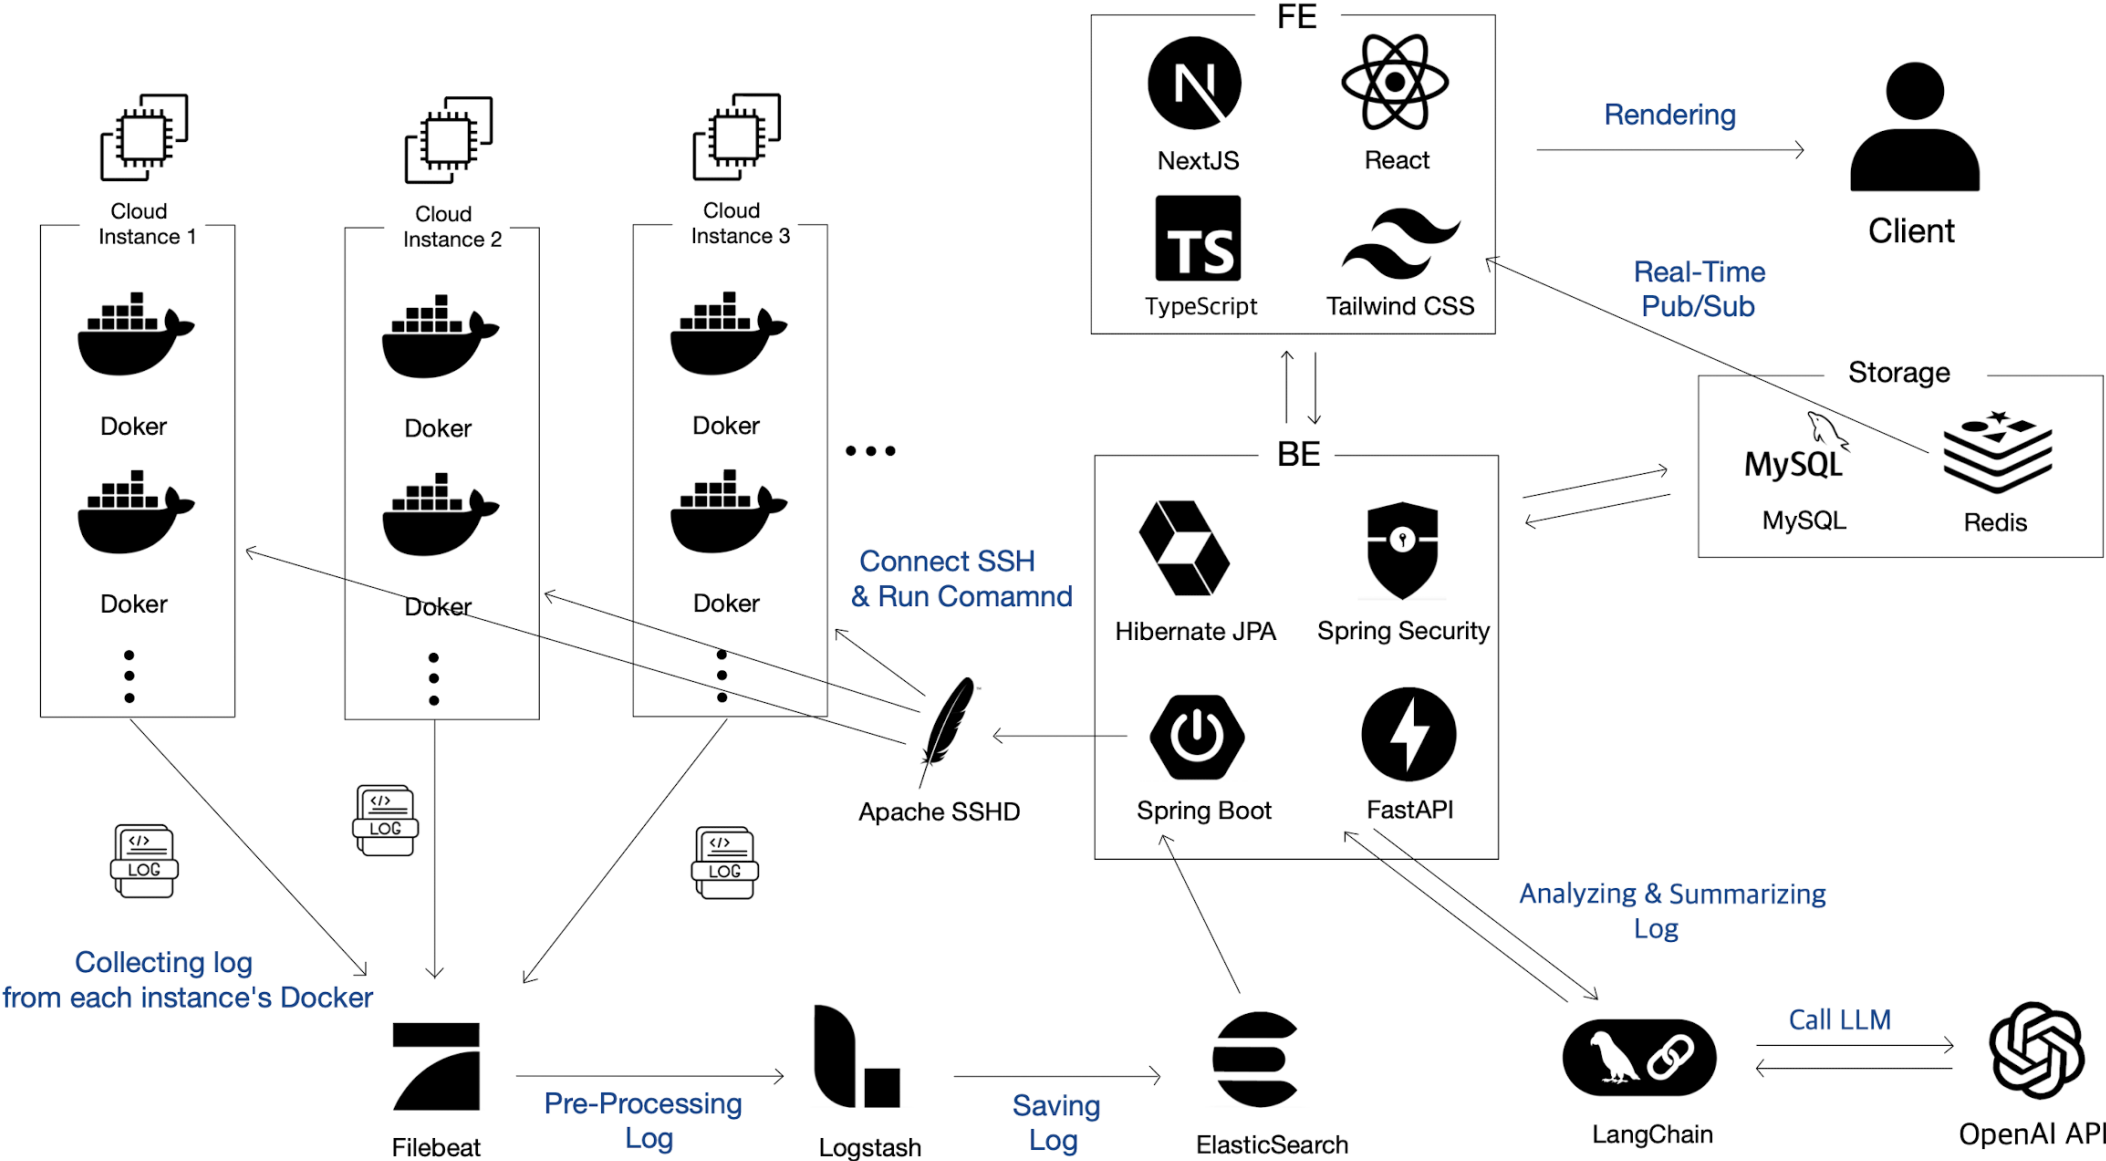 FE
NextJS
React
TypeScript
TS
Tailwind CSS
Rendering
Client
Real-Time
Pub/Sub
Storage
MySQL
MySQL
Redis
Cloud
Instance 1
Doker
Doker
Cloud
Instance 2
Doker
Doker
Cloud
Instance 3
Doker
Doker
Connect SSH
& Run Comamnd
Apache SSHD
BE
Hibernate JPA
Spring Security
Spring Boot
FastAPI
LOG
LOG
LOG
Collecting log
from each instance's Docker
Filebeat
Pre-Processing
Log
Logstash
Saving
Log
ElasticSearch
Analyzing & Summarizing
Log
LangChain
Call LLM
OpenAI API